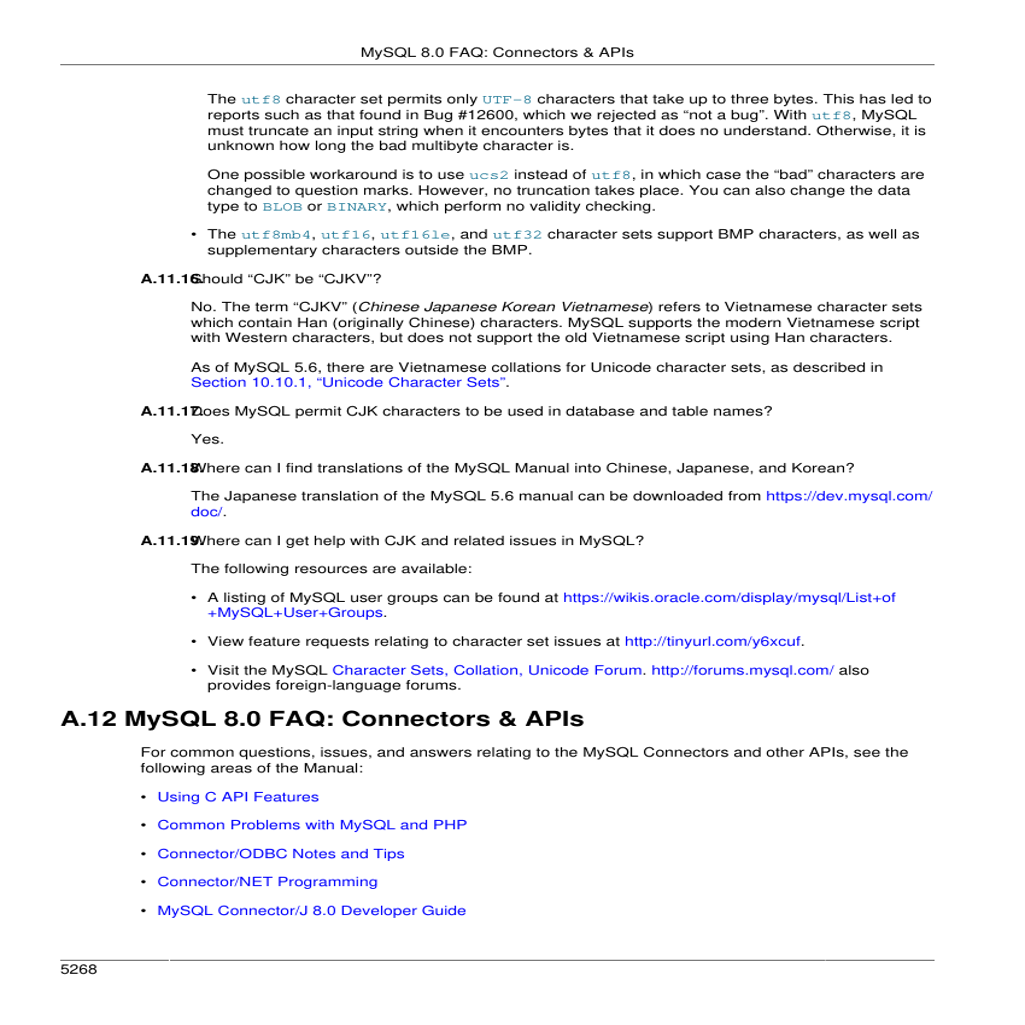 MySQL 8.0 FAQ: Connectors & APIs
The utf8 character set permits only UTF-8 characters that take up to three bytes. This has led to
reports such as that found in Bug #12600, which we rejected as “not a bug”. With utf8, MySQL
must truncate an input string when it encounters bytes that it does no understand. Otherwise, it is
unknown how long the bad multibyte character is.
One possible workaround is to use ucs2 instead of utf8, in which case the “bad” characters are
changed to question marks. However, no truncation takes place. You can also change the data
type to BLOB or BINARY, which perform no validity checking.
• The utf8mb4, utf16, utf16le, and utf32 character sets support BMP characters, as well as
supplementary characters outside the BMP.
A.11.16. Should “CJK” be “CJKV”?
No. The term “CJKV” (Chinese Japanese Korean Vietnamese) refers to Vietnamese character sets
which contain Han (originally Chinese) characters. MySQL supports the modern Vietnamese script
with Western characters, but does not support the old Vietnamese script using Han characters.
As of MySQL 5.6, there are Vietnamese collations for Unicode character sets, as described in
Section 10.10.1, “Unicode Character Sets”.
A.11.17. Does MySQL permit CJK characters to be used in database and table names?
Yes.
A.11.18. Where can I find translations of the MySQL Manual into Chinese, Japanese, and Korean?
The Japanese translation of the MySQL 5.6 manual can be downloaded from https://dev.mysql.com/
doc/.
A.11.19. Where can I get help with CJK and related issues in MySQL?
The following resources are available:
• A listing of MySQL user groups can be found at https://wikis.oracle.com/display/mysql/List+of
+MySQL+User+Groups.
• View feature requests relating to character set issues at http://tinyurl.com/y6xcuf.
• Visit the MySQL Character Sets, Collation, Unicode Forum. http://forums.mysql.com/ also
provides foreign-language forums.
A.12 MySQL 8.0 FAQ: Connectors & APIs
For common questions, issues, and answers relating to the MySQL Connectors and other APIs, see the
following areas of the Manual:
• Using C API Features
• Common Problems with MySQL and PHP
• Connector/ODBC Notes and Tips
• Connector/NET Programming
• MySQL Connector/J 8.0 Developer Guide
5268